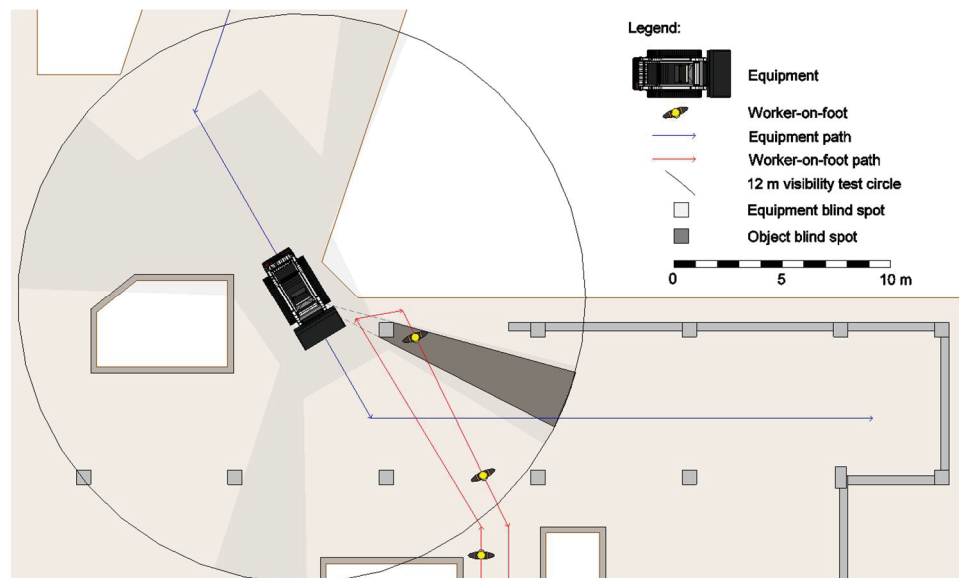 Legend:
Equipment
Worker-on-foot
Equipment path
Worker-on-foot path
12 m visibility test circle
Equipment blind spot
Object blind spot
0 5 10 m